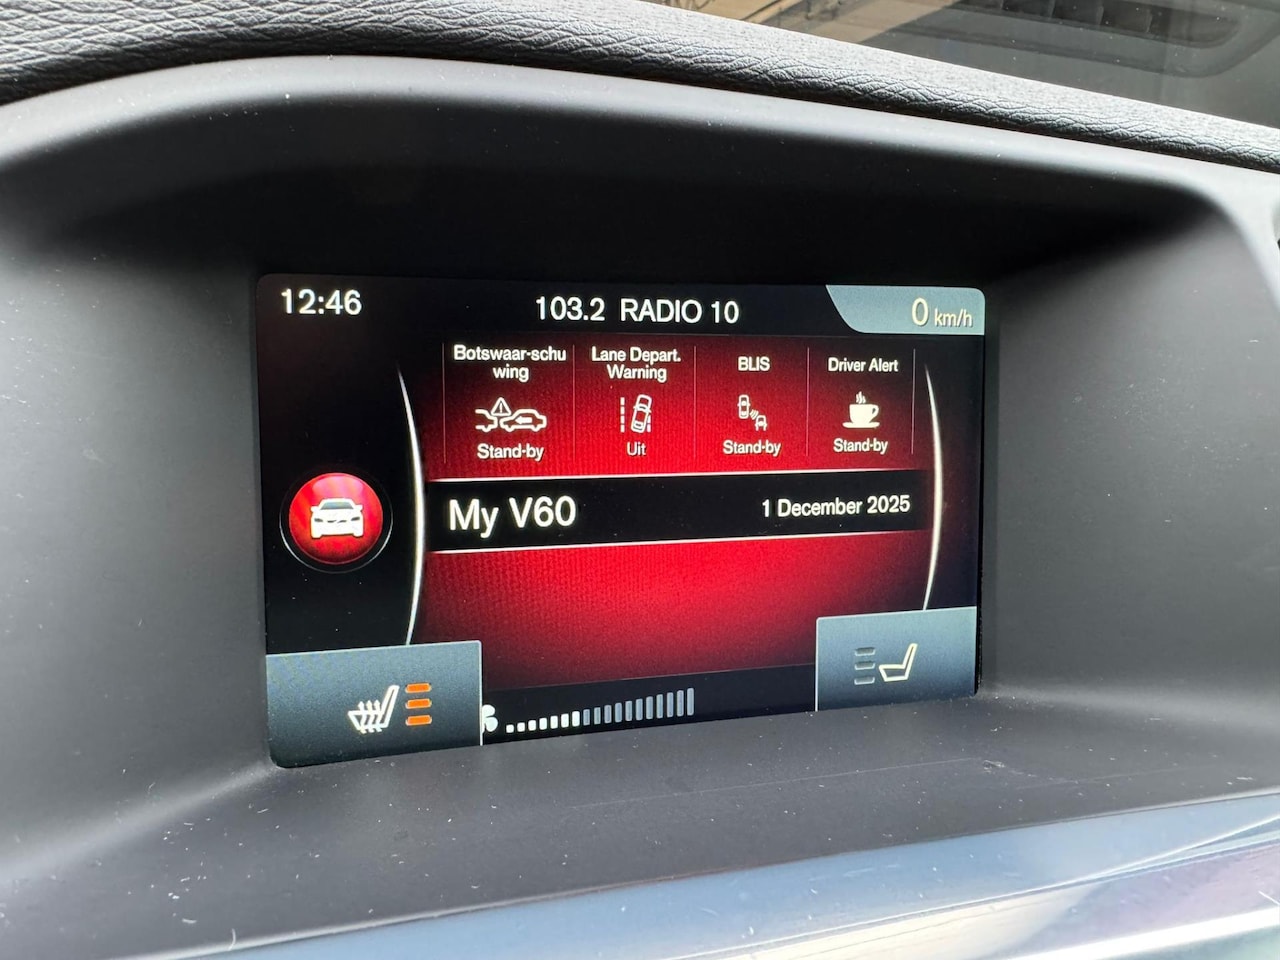 12:46
103.2 RADIO 10
0 km/h
Botswaar-schu
wing
Lane Depart.
Warning
BLIS
Driver Alert
Stand-by
Uit
Stand-by
Stand-by
My V60
1 December 2025